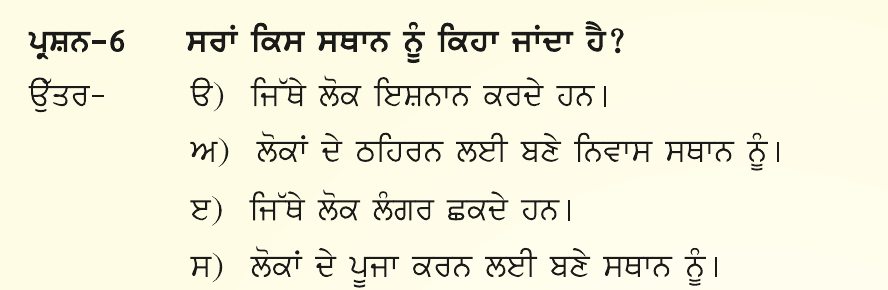 ਪ੍ਰਸ਼ਨ-6 ਸਰਾਂ ਕਿਸ ਸਥਾਨ ਨੂੰ ਕਿਹਾ ਜਾਂਦਾ ਹੈ?
ਉੱਤਰ- ੳ) ਜਿੱਥੇ ਲੋਕ ਇਸ਼ਨਾਨ ਕਰਦੇ ਹਨ।
ਅ) ਲੋਕਾਂ ਦੇ ਠਹਿਰਨ ਲਈ ਬਣੇ ਨਿਵਾਸ ਸਥਾਨ ਨੂੰ।
ੲ) ਜਿੱਥੇ ਲੋਕ ਲੰਗਰ ਛਕਦੇ ਹਨ।
ਸ) ਲੋਕਾਂ ਦੇ ਪੂਜਾ ਕਰਨ ਲਈ ਬਣੇ ਸਥਾਨ ਨੂੰ।